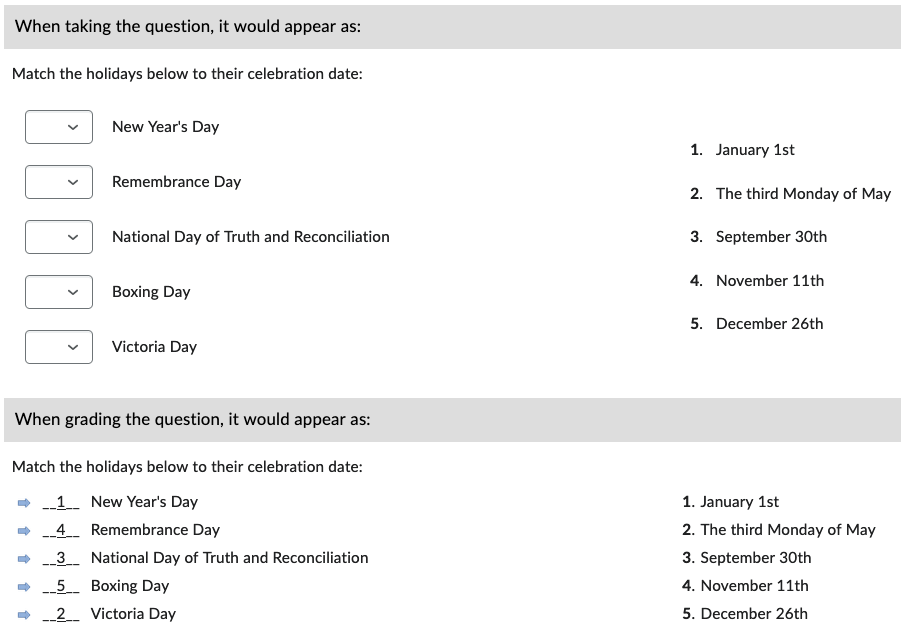 When taking the question, it would appear as:
Match the holidays below to their celebration date:
New Year's Day
Remembrance Day
National Day of Truth and Reconciliation
Boxing Day
Victoria Day
1. January 1st
2. The third Monday of May
3. September 30th
4. November 11th
5. December 26th
When grading the question, it would appear as:
Match the holidays below to their celebration date:
__1__ New Year's Day
__4__ Remembrance Day
__3__ National Day of Truth and Reconciliation
__5__ Boxing Day
__2__ Victoria Day
1. January 1st
2. The third Monday of May
3. September 30th
4. November 11th
5. December 26th